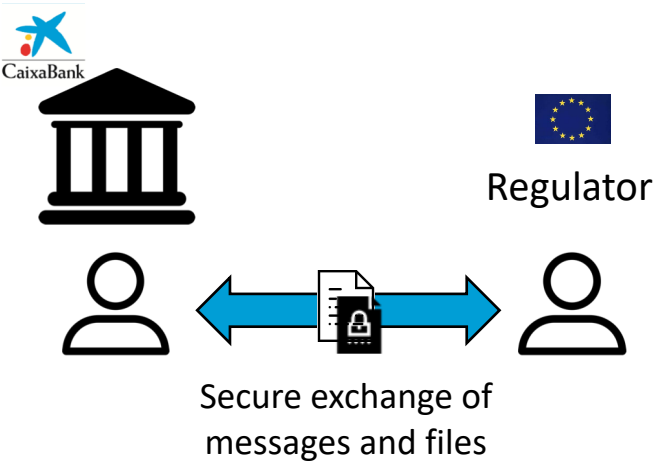 CaixaBank
Regulator
Secure exchange of
messages and files